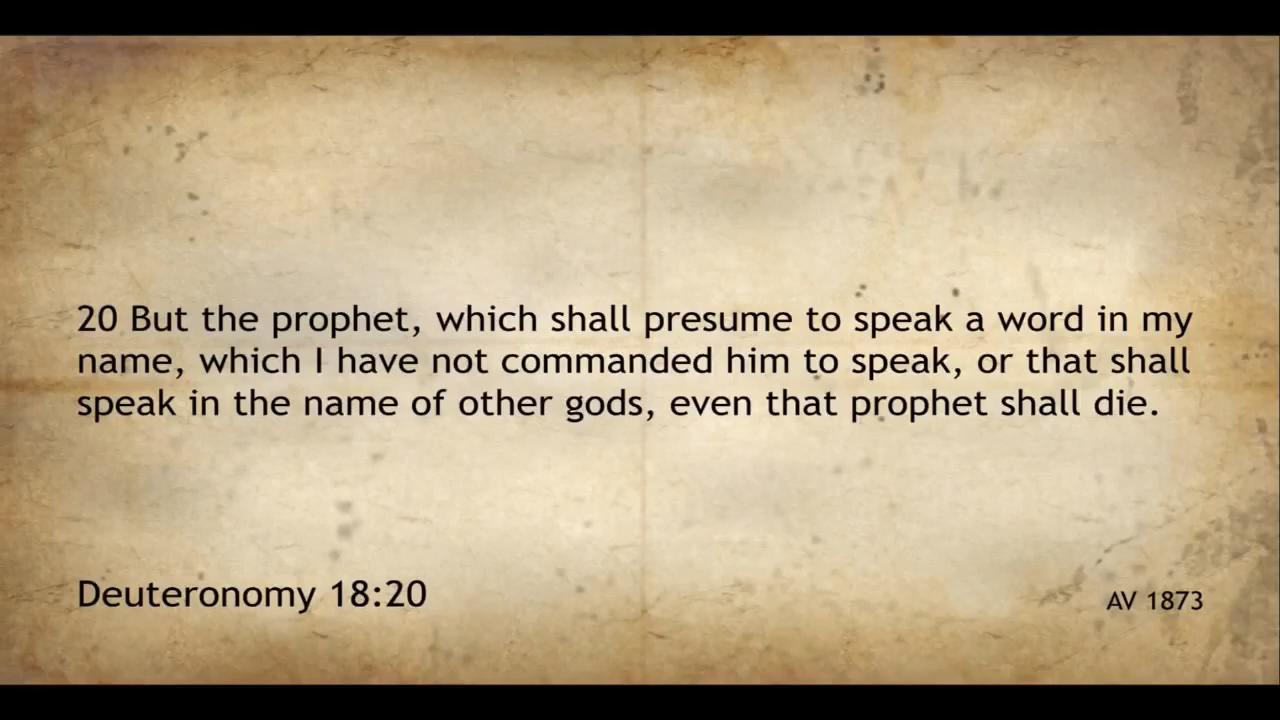 20 But the prophet, which shall presume to speak a word in my
name, which I have not commanded him to speak, or that shall
speak in the name of other gods, even that prophet shall die.
Deuteronomy 18:20
AV 1873